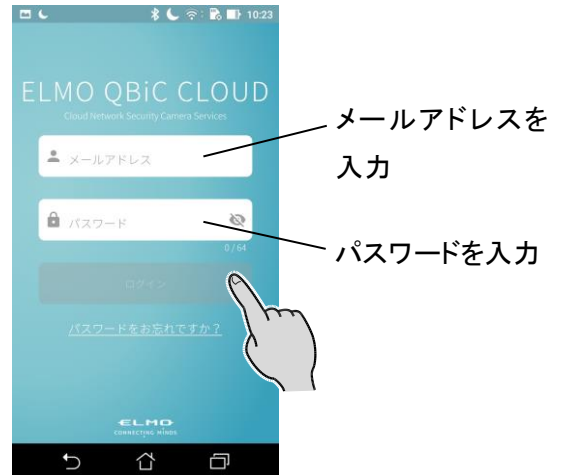 10:23
ELMO QBiC CLOUD
Cloud Network Security Camera Services
メールアドレス
メールアドレスを
入力
パスワード
パスワードを入力
0 / 64
ログイン
パスワードをお忘れですか？
ELMO
CONNECTING MINDS